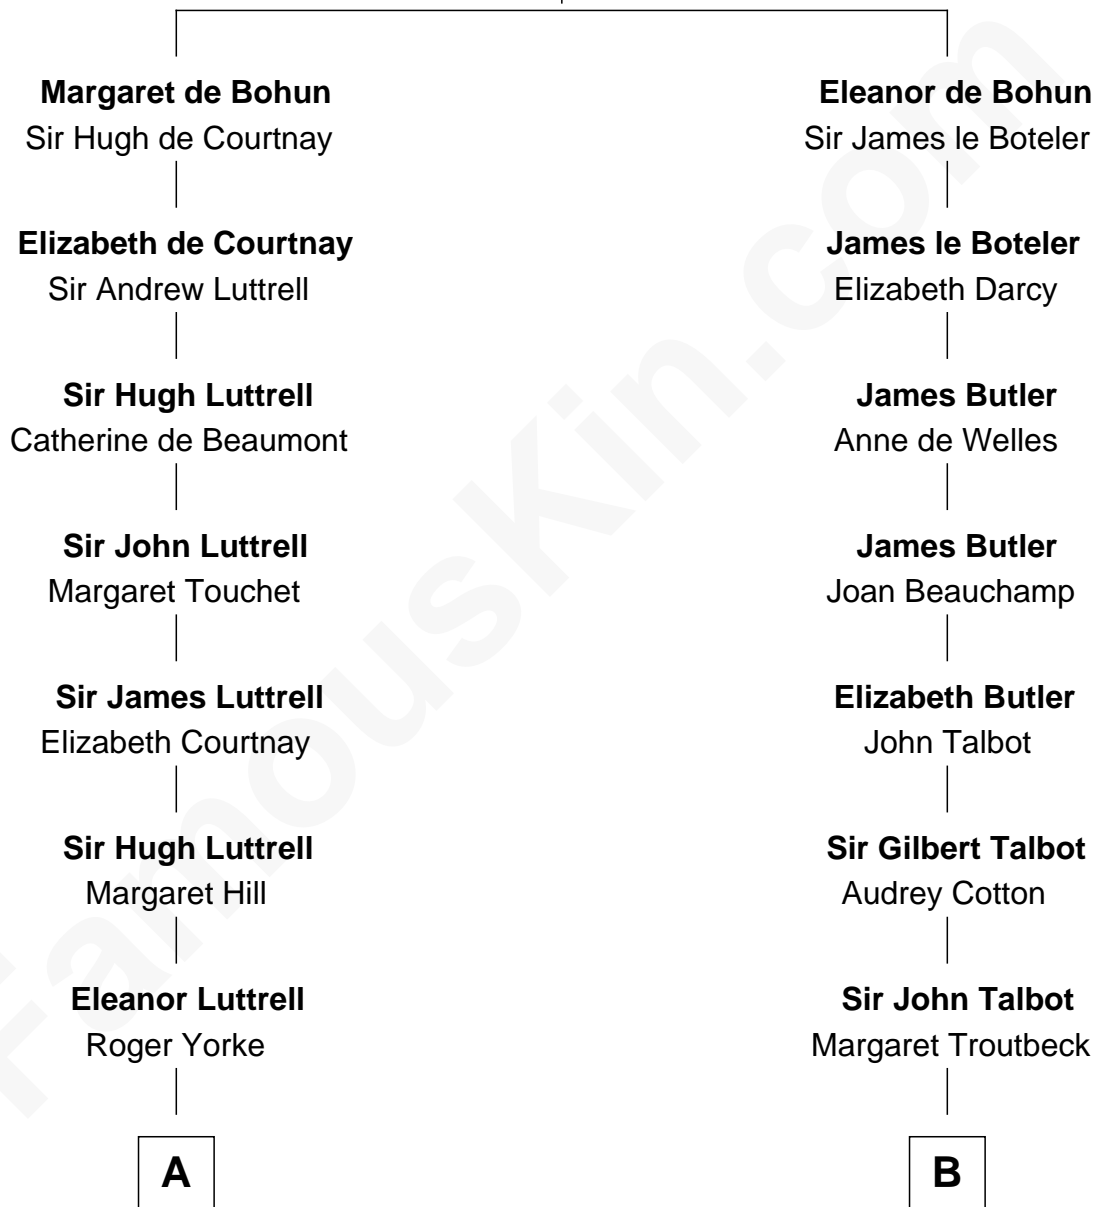 Margaret de Bohun
Sir Hugh de Courtnay
Elizabeth de Courtnay
Sir Andrew Luttrell
Sir Hugh Luttrell
Catherine de Beaumont
Sir John Luttrell
Margaret Touchet
Sir James Luttrell
Elizabeth Courtnay
Sir Hugh Luttrell
Margaret Hill
Eleanor Luttrell
Roger Yorke
A
Eleanor de Bohun
Sir James le Boteler
James le Boteler
Elizabeth Darcy
James Butler
Anne de Welles
James Butler
Joan Beauchamp
Elizabeth Butler
John Talbot
Sir Gilbert Talbot
Audrey Cotton
Sir John Talbot
Margaret Troutbeck
B
FamousKin.com